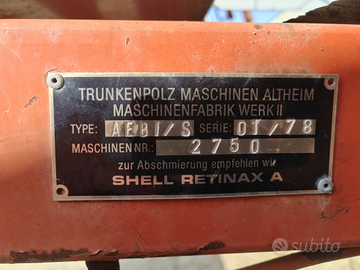 TRUNKENPOLZ MASCHINEN ALTHEIM
MASCHINENFABRIK WERK II
TYPE: AEBI/S SERIE: 01/78
MASCHINEN NR.: 2750
zur Abschmierung empfehlen wir
SHELL RETINAX A
subito